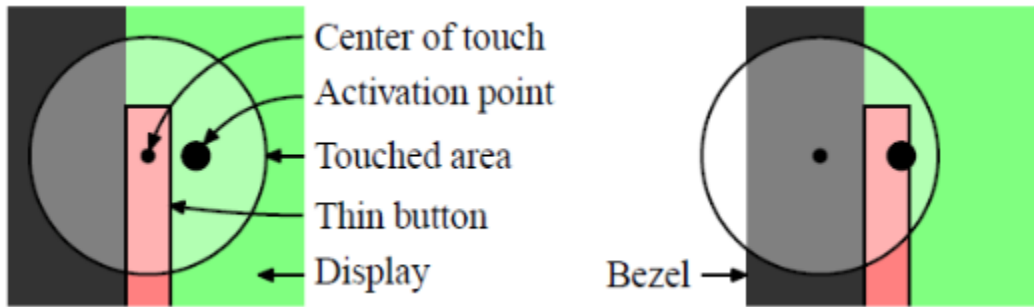 Center of touch
Activation point
Touched area
Thin button
Display
Bezel